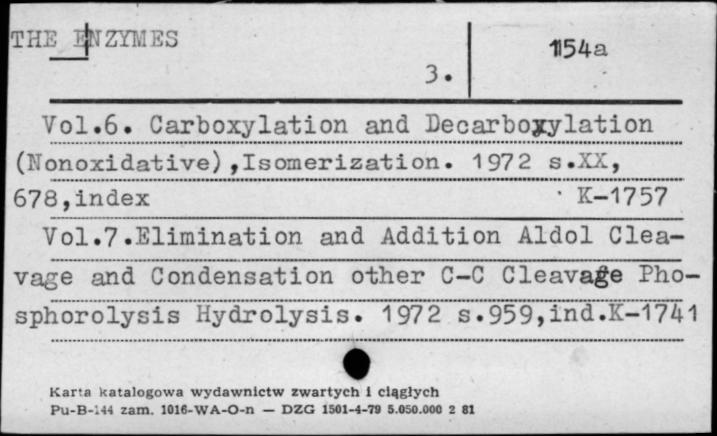 THE ENZYMES
154a
3.
Vol.6. Carboxylation and Decarboxylation
(Nonoxidative),Isomerization. 1972 s.XX,
678,index K-1757
Vol.7.Elimination and Addition Aldol Clea-
vage and Condensation other C-C Cleavage Pho-
sphorolysis Hydrolysis. 1972 s.959,ind.K-1741
Karta katalogowa wydawnictw zwartych i ciągłych
Pu-B-144 zam. 1016-WA-O-n — DZG 1501-4-79 5.050.000 2 81